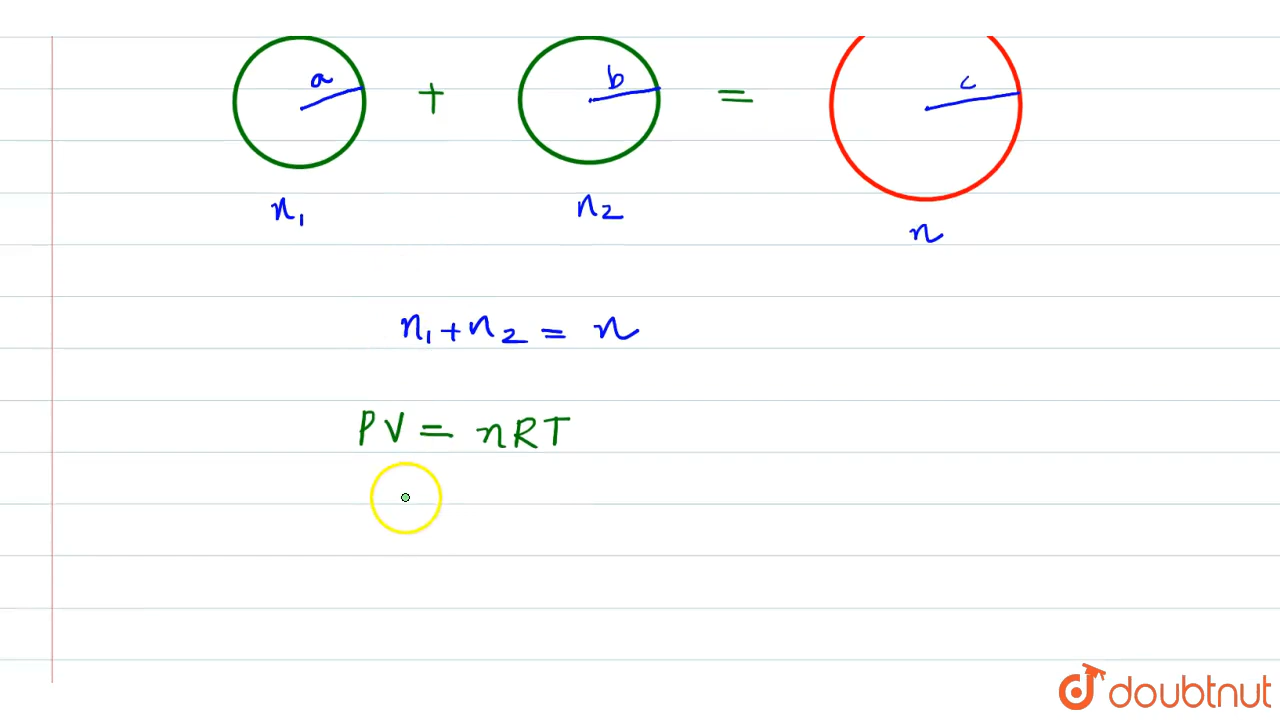 a + b = c
n₁ n₂ n
n₁ + n₂ = n
PV = nRT
doubtnut